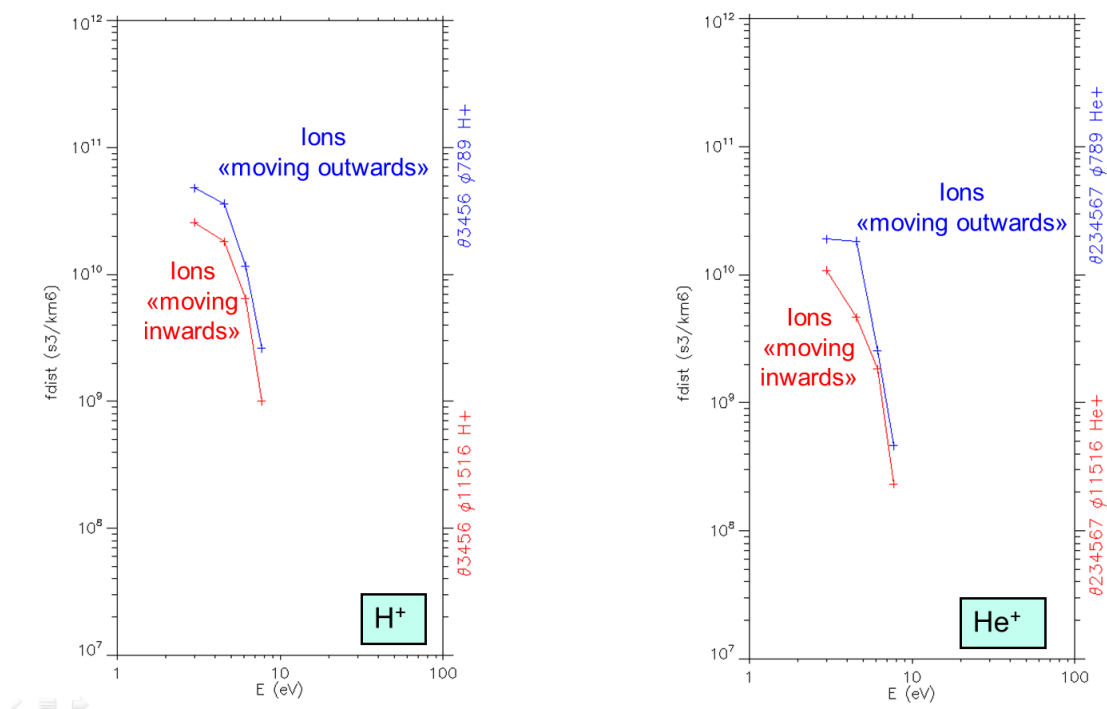 10¹²
10¹¹
10¹⁰
10⁹
10⁸
10⁷
fdist (s3/km6)
1
10
100
E (eV)
Ions
«moving outwards»
Ions
«moving
inwards»
H⁺
θ3456 φ789 H+
θ3456 φ11516 H+
10¹²
10¹¹
10¹⁰
10⁹
10⁸
10⁷
fdist (s3/km6)
1
10
100
E (eV)
Ions
«moving outwards»
Ions
«moving
inwards»
He⁺
θ234567 φ789 He+
θ234567 φ11516 He+